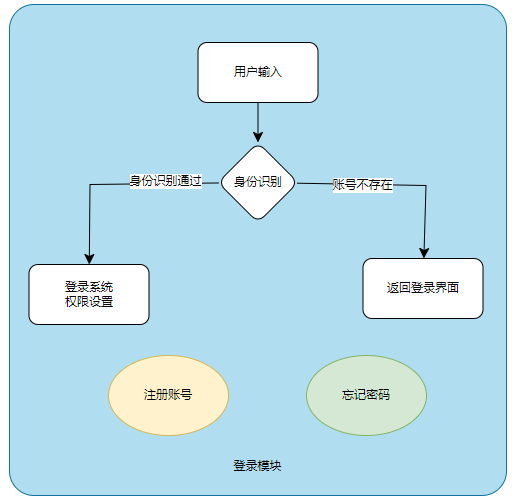 用户输入
身份识别
身份识别通过
账号不存在
登录系统
权限设置
返回登录界面
注册账号
忘记密码
登录模块